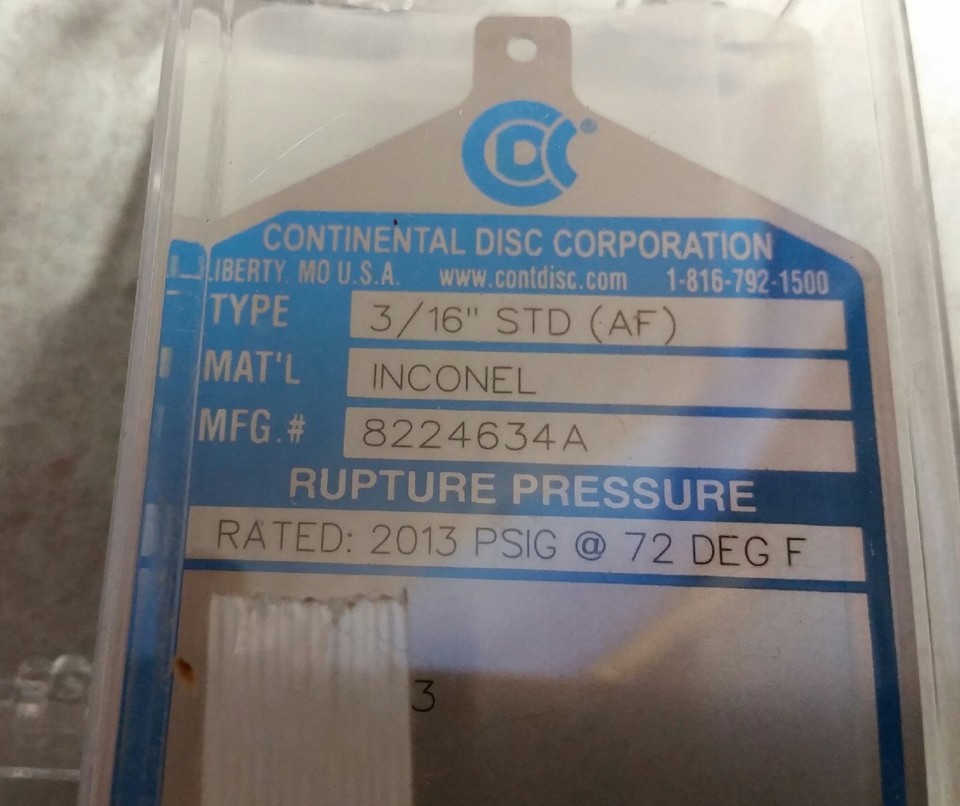 CDC®
CONTINENTAL DISC CORPORATION
LIBERTY MO U.S.A. www.contdisc.com 1-816-792-1500
TYPE 3/16" STD (AF)
MAT'L INCONEL
MFG.# 8224634A
RUPTURE PRESSURE
RATED: 2013 PSIG @ 72 DEG F
3